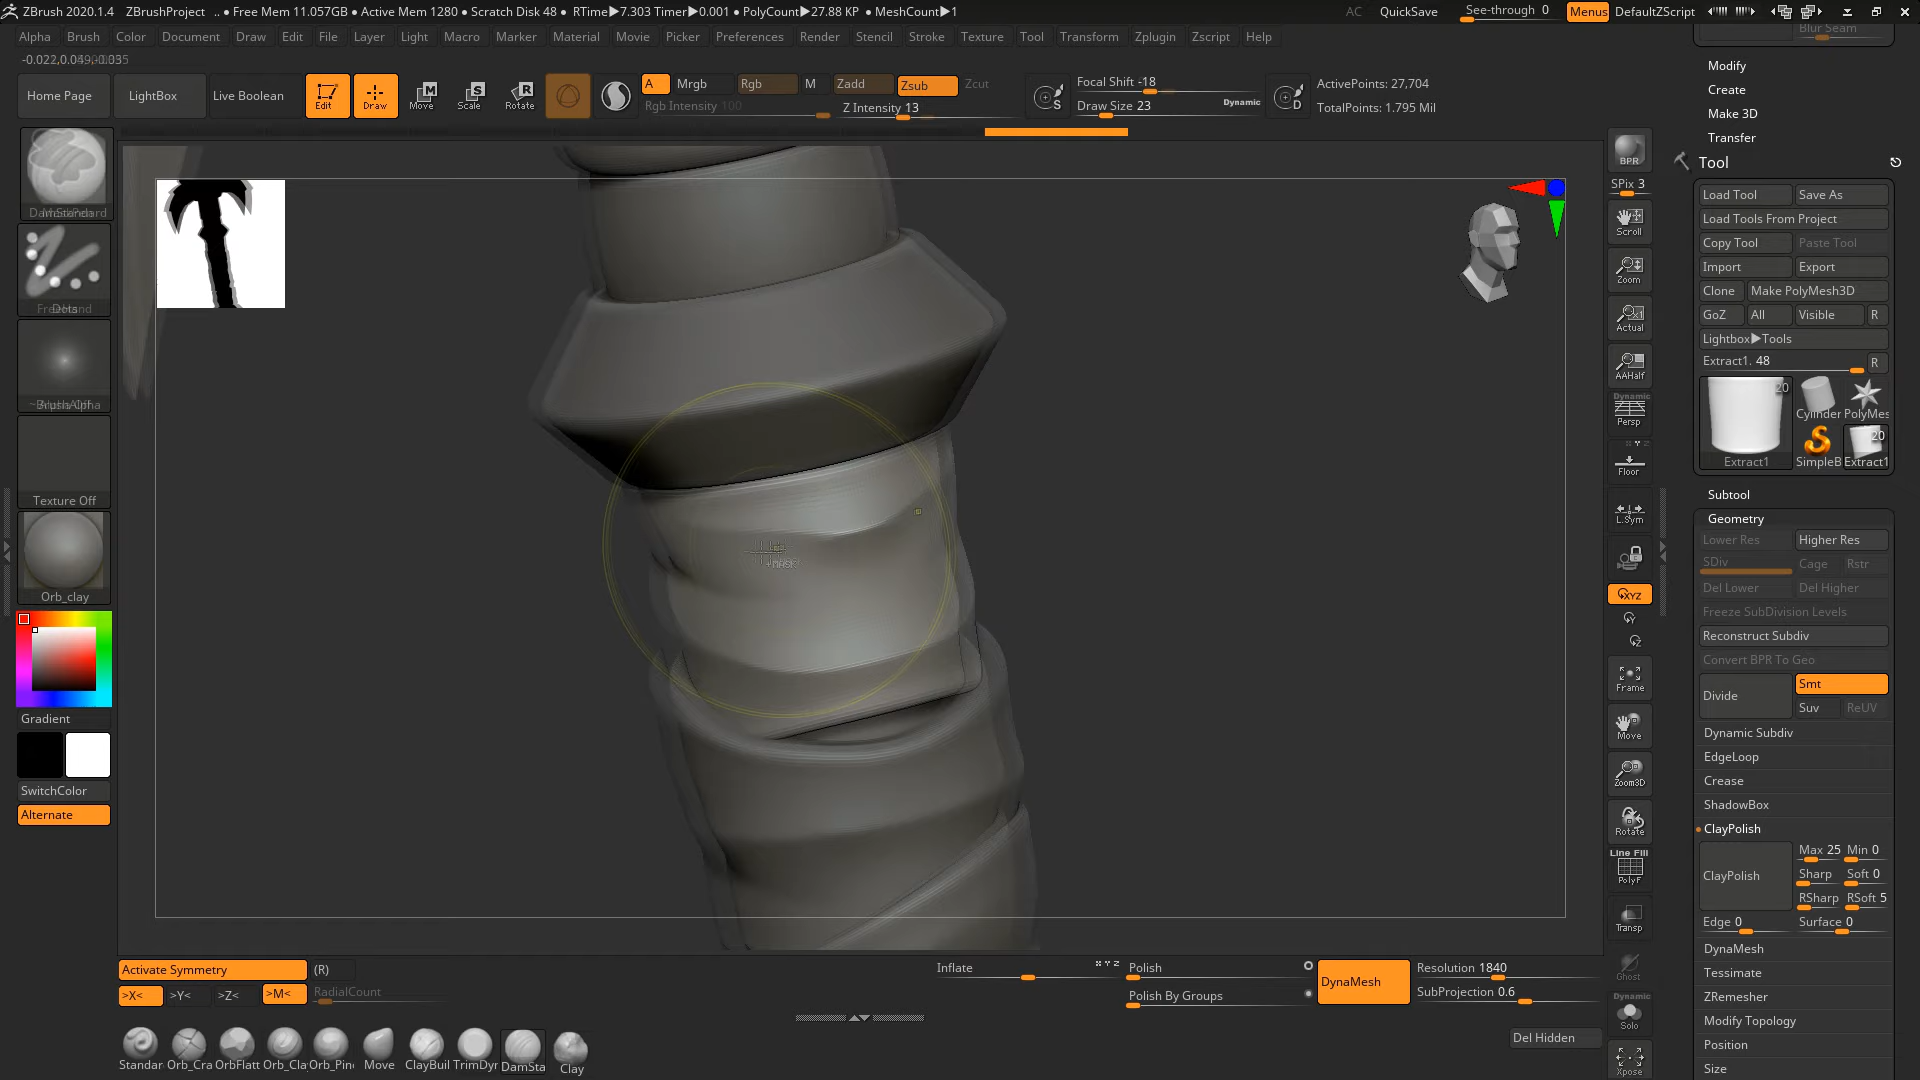 ZBrush 2020.1.4 ZBrushProject .. • Free Mem 11.057GB • Active Mem 1280 • Scratch Disk 48 • RTime▶7.303 Timer▶0.001 • PolyCount▶27.88 KP • MeshCount▶1
AC QuickSave See-through 0 Menus DefaultZScript
Alpha Brush Color Document Draw Edit File Layer Light Macro Marker Material Movie Picker Preferences Render Stencil Stroke Texture Tool Transform Zplugin Zscript Help
Home Page LightBox Live Boolean Edit Draw Move Scale Rotate
A Mrgb Rgb M Zadd Zsub Zcut
Rgb Intensity 100 Z Intensity 13
Focal Shift -18
Draw Size 23 Dynamic
ActivePoints: 27,704
TotalPoints: 1.795 Mil
Texture Off
Orb_clay
Gradient
SwitchColor
Alternate
BPR
SPix 3
Scroll
Zoom
Actual
AAHalf
Dynamic
Persp
Floor
L.Sym
XYZ
Frame
Move
Zoom3D
Rotate
Line Fill
PolyF
Transp
Ghost
Dynamic
Solo
Xpose
Blur Seam
Modify
Create
Make 3D
Transfer
Tool
Load Tool Save As
Load Tools From Project
Copy Tool Paste Tool
Import Export
Clone Make PolyMesh3D
GoZ All Visible R
Lightbox▶Tools
Extract1. 48 R
20
Cylinder PolyMes
20
Extract1 SimpleB Extract1
Subtool
Geometry
Lower Res Higher Res
SDiv Cage Rstr
Del Lower Del Higher
Freeze SubDivision Levels
Reconstruct Subdiv
Convert BPR To Geo
Divide Smt
Suv ReUV
Dynamic Subdiv
EdgeLoop
Crease
ShadowBox
ClayPolish
Max 25 Min 0
ClayPolish Sharp Soft 0
RSharp RSoft 5
Edge 0 Surface 0
DynaMesh
Tessimate
ZRemesher
Modify Topology
Position
Size
Activate Symmetry (R)
>X< >Y< >Z< >M< RadialCount
Inflate Polish
Polish By Groups
DynaMesh Resolution 1840
SubProjection 0.6
Del Hidden
Standar Orb_Cra OrbFlatt Orb_Cla Orb_Pin Move ClayBuil TrimDyr DamSta Clay